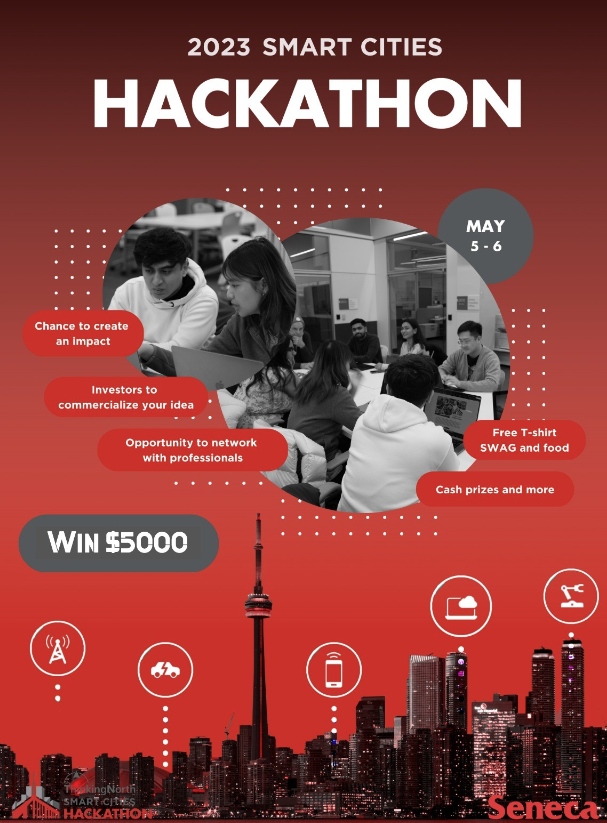 2023 SMART CITIES
HACKATHON
MAY
5 - 6
Chance to create
an impact
Investors to
commercialize your idea
Opportunity to network
with professionals
Free T-shirt
SWAG and food
Cash prizes and more
WIN $5000
ThinkingNorth
SMART CITIES
HACKATHON
Seneca